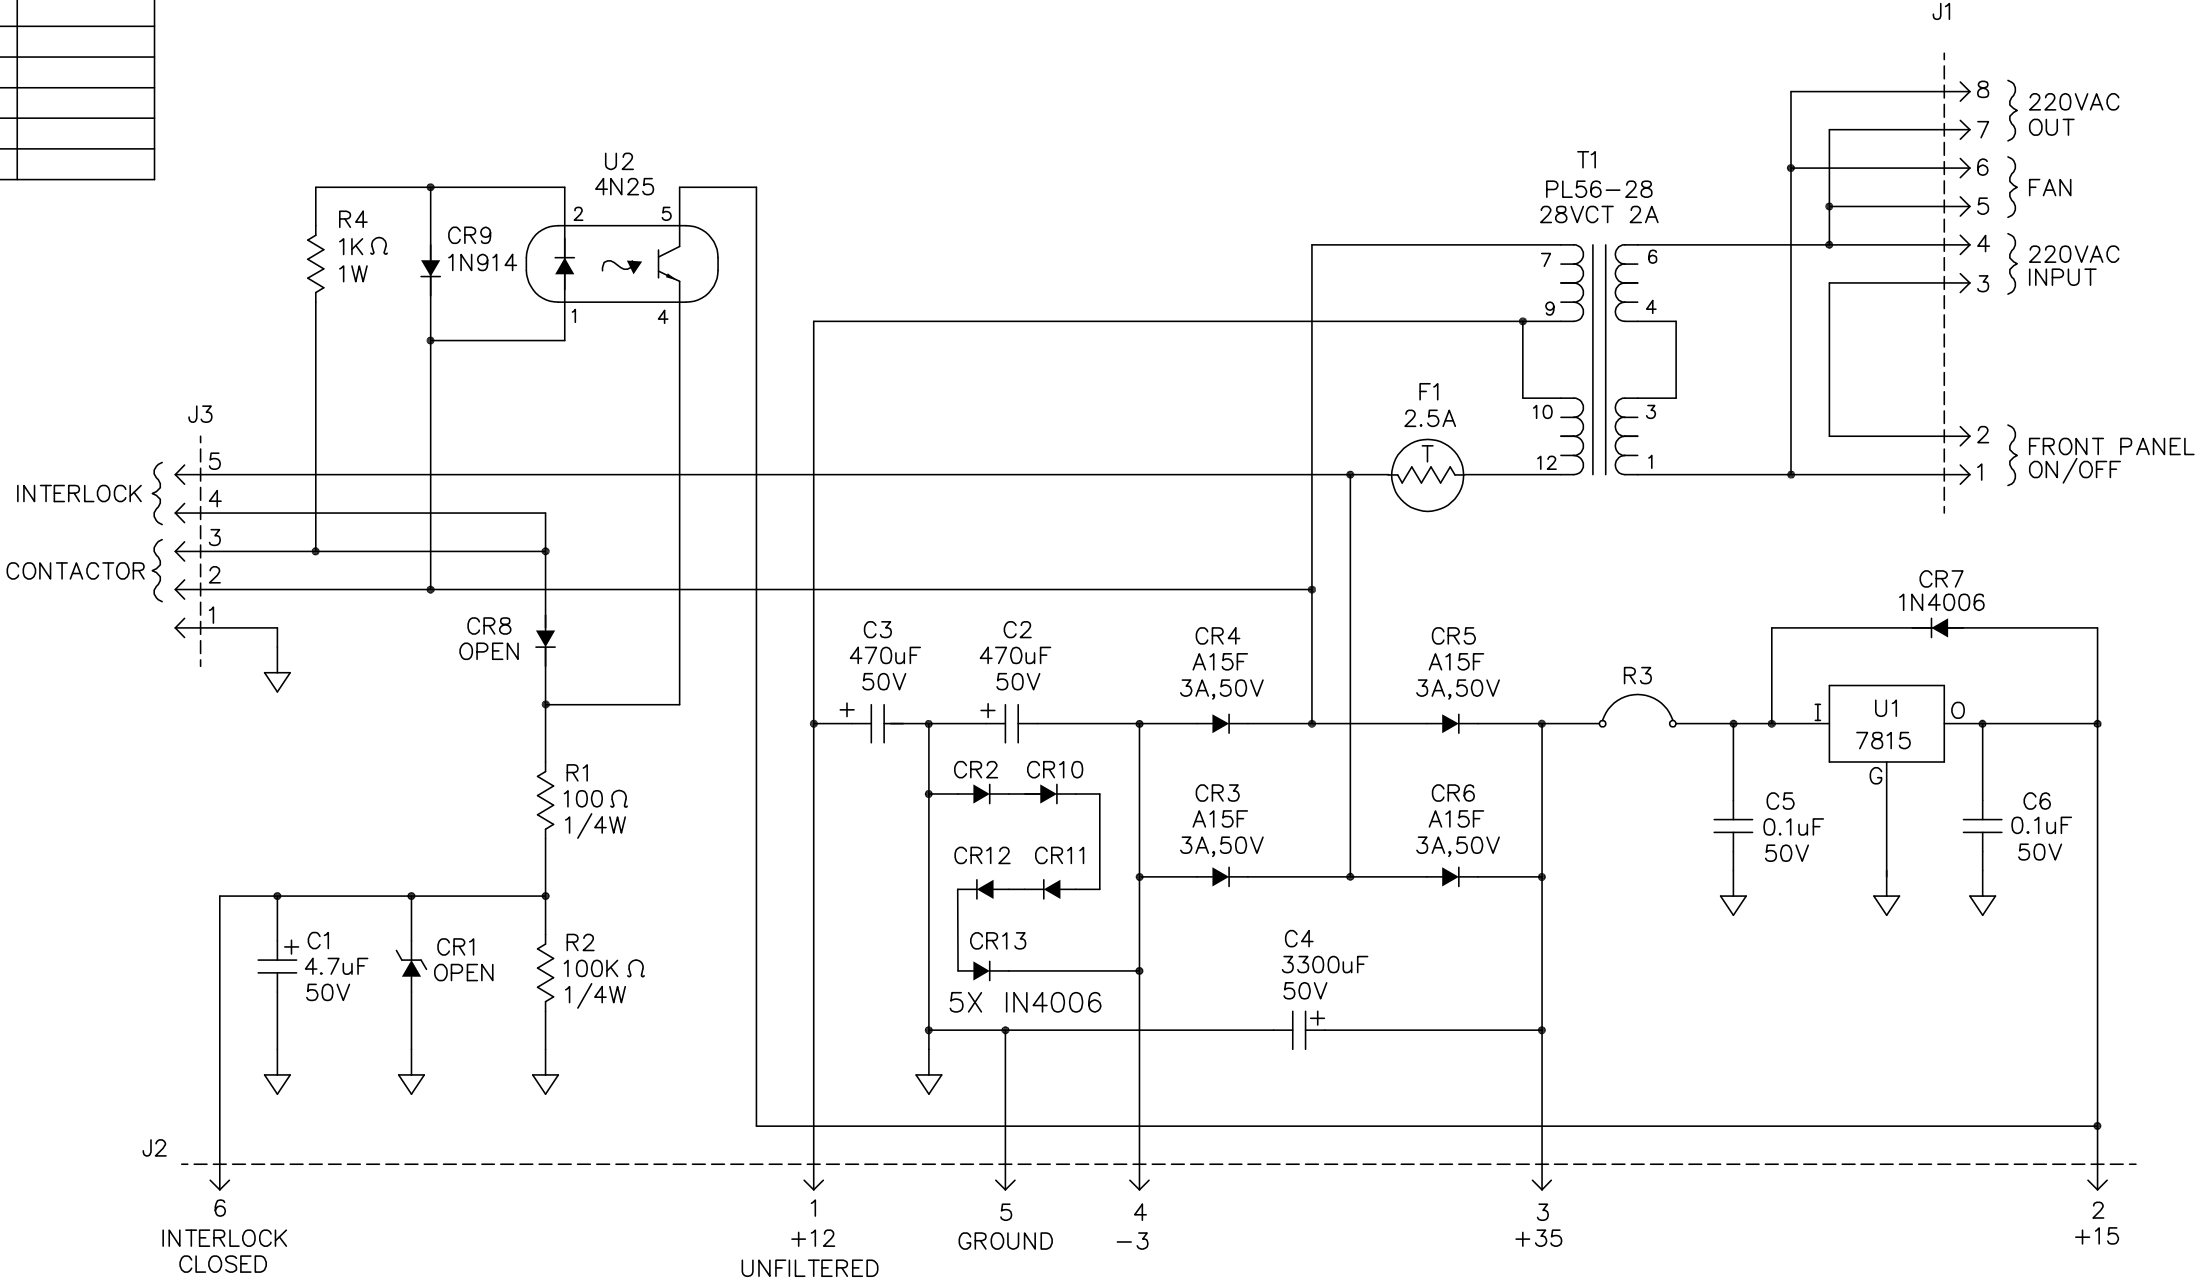 J1
8
220VAC
7
OUT
6
FAN
5
4
220VAC
INPUT
3
2
FRONT PANEL
ON/OFF
1
T1
PL56-28
28VCT 2A
7
6
9
4
10
3
12
1
F1
2.5A
T
U2
4N25
2
5
1
4
R4
1KΩ
1W
CR9
1N914
J3
INTERLOCK
5
4
CONTACTOR
3
2
1
CR8
OPEN
R1
100Ω
1/4W
R2
100KΩ
1/4W
+
C1
4.7uF
50V
CR1
OPEN
C3
470uF
50V
+
C2
470uF
50V
+
CR4
A15F
3A,50V
CR5
A15F
3A,50V
CR2
CR10
CR12
CR11
CR13
5X IN4006
CR3
A15F
3A,50V
CR6
A15F
3A,50V
C4
3300uF
50V
+
R3
CR7
1N4006
I
U1
7815
O
G
C5
0.1uF
50V
C6
0.1uF
50V
J2
6
INTERLOCK
CLOSED
1
+12
UNFILTERED
5
GROUND
4
-3
3
+35
2
+15